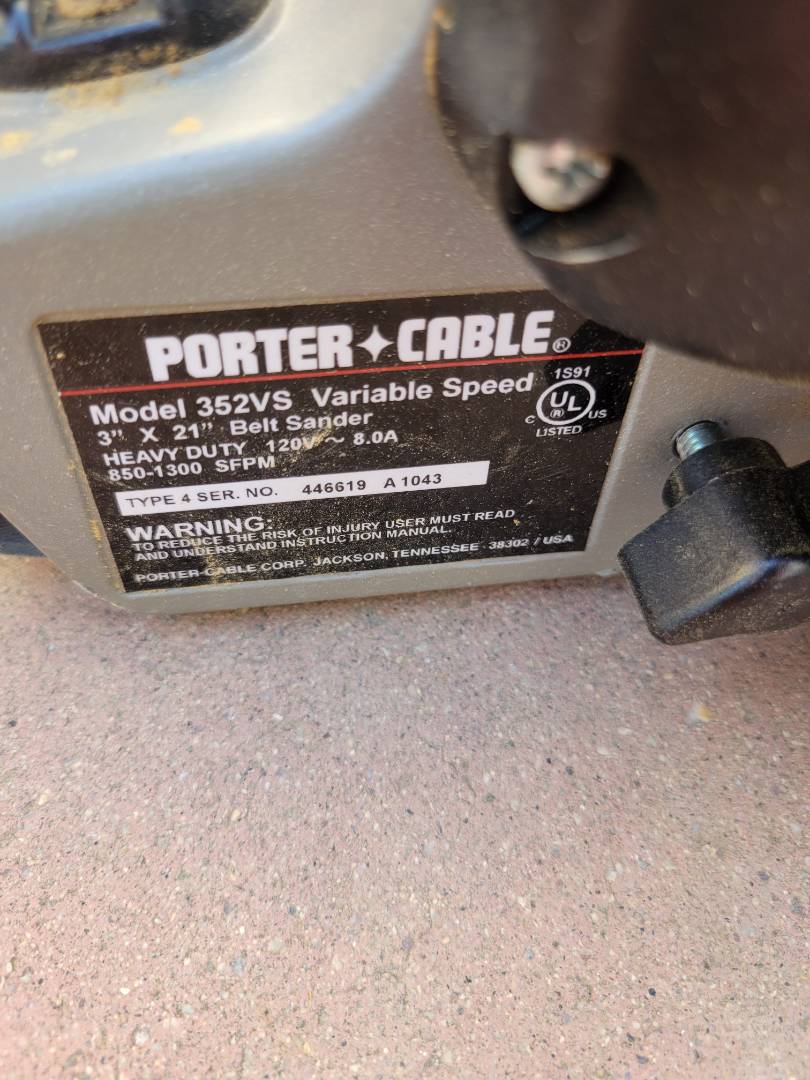 PORTER✦CABLE®
Model 352VS Variable Speed
3" X 21" Belt Sander
HEAVY DUTY 120V ~ 8.0A
850-1300 SFPM
1S91
C UL ® US
LISTED
TYPE 4 SER. NO. 446619 A 1043
WARNING:
TO REDUCE THE RISK OF INJURY USER MUST READ
AND UNDERSTAND INSTRUCTION MANUAL.
PORTER-CABLE CORP. JACKSON, TENNESSEE 38302 / USA